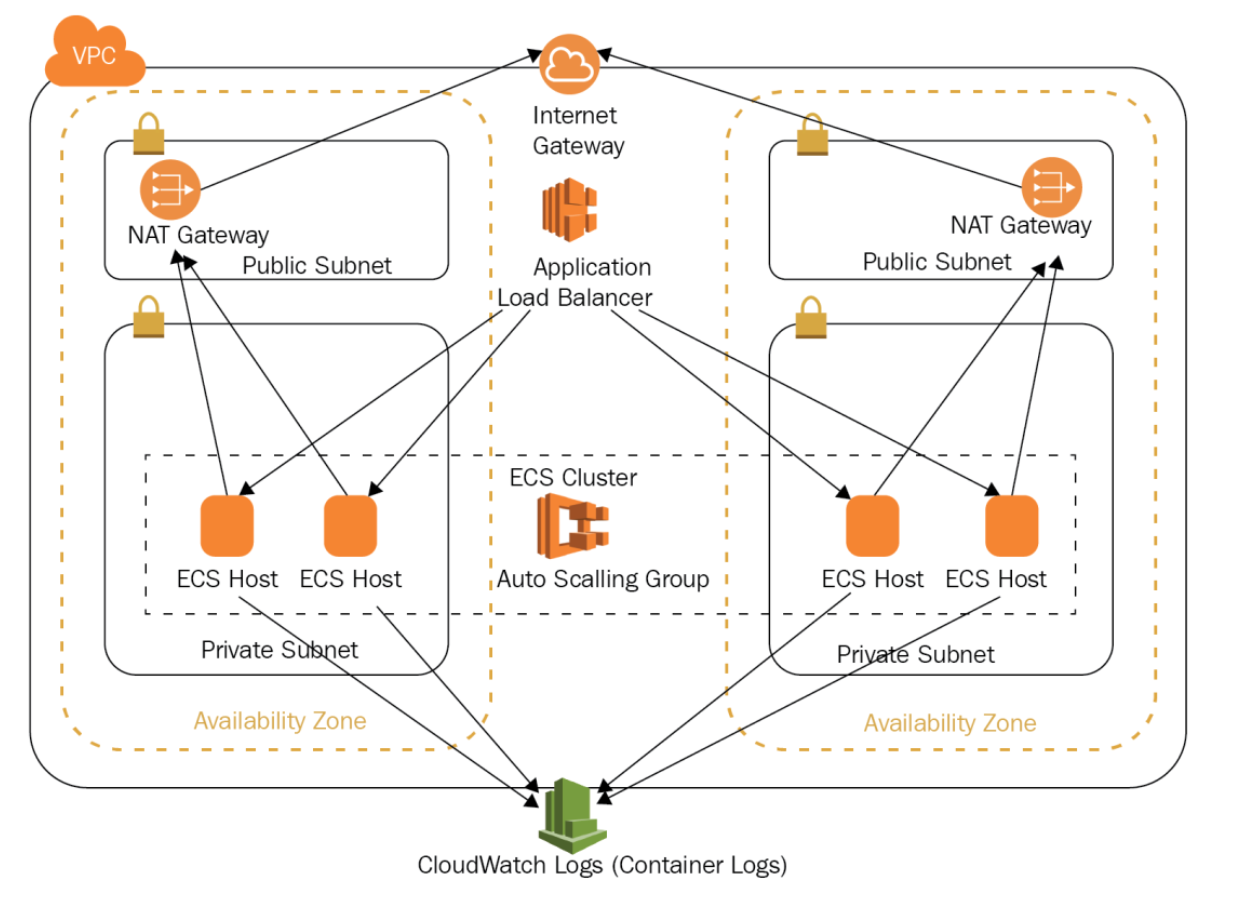 VPC
Internet
Gateway
NAT Gateway
Public Subnet
NAT Gateway
Public Subnet
Application
Load Balancer
ECS Cluster
Auto Scalling Group
ECS Host
ECS Host
ECS Host
ECS Host
Private Subnet
Private Subnet
Availability Zone
Availability Zone
CloudWatch Logs (Container Logs)